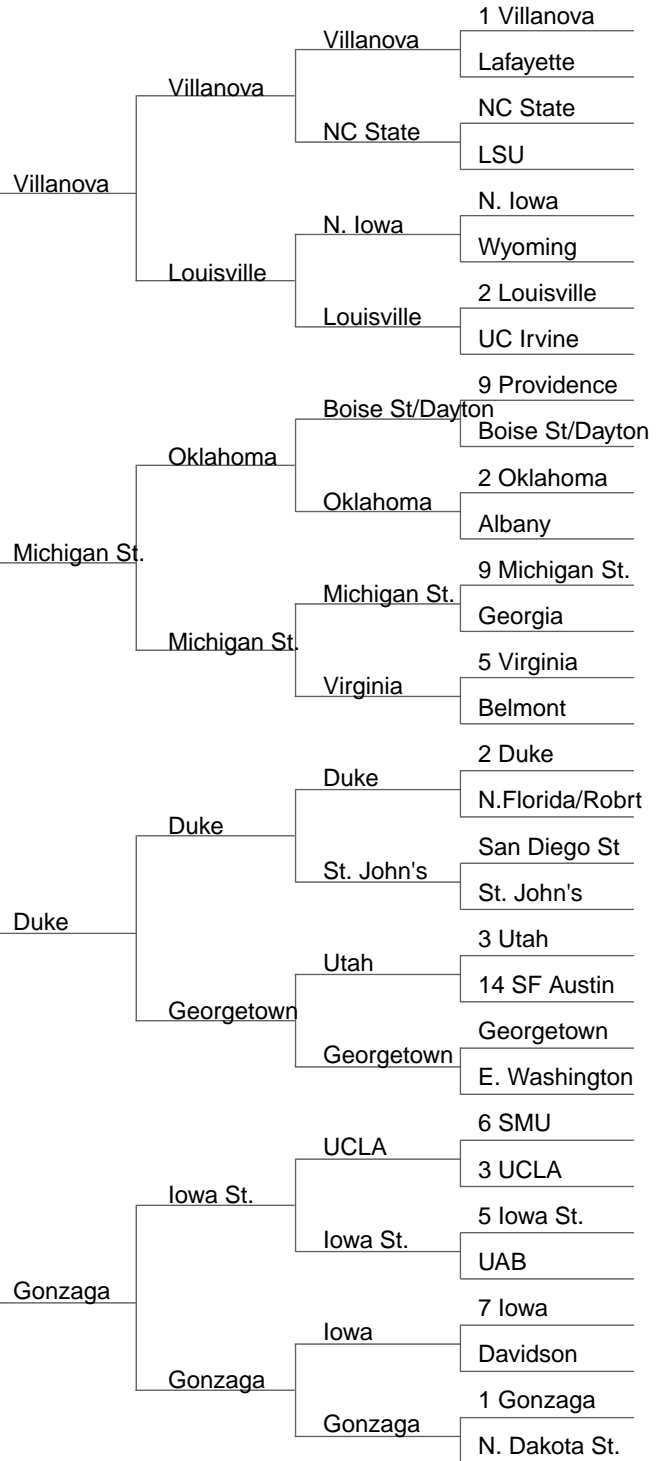 1 Villanova
Villanova
Lafayette
Villanova
NC State
NC State
LSU
Villanova
N. Iowa
N. Iowa
Wyoming
Louisville
2 Louisville
Louisville
UC Irvine
9 Providence
Boise St/Dayton
Boise St/Dayton
Oklahoma
2 Oklahoma
Oklahoma
Albany
Michigan St.
9 Michigan St.
Michigan St.
Georgia
Michigan St.
5 Virginia
Virginia
Belmont
2 Duke
Duke
N.Florida/Robrt
Duke
San Diego St
St. John's
St. John's
Duke
3 Utah
Utah
14 SF Austin
Georgetown
Georgetown
Georgetown
E. Washington
6 SMU
UCLA
3 UCLA
Iowa St.
5 Iowa St.
Iowa St.
UAB
Gonzaga
7 Iowa
Iowa
Davidson
Gonzaga
1 Gonzaga
Gonzaga
N. Dakota St.